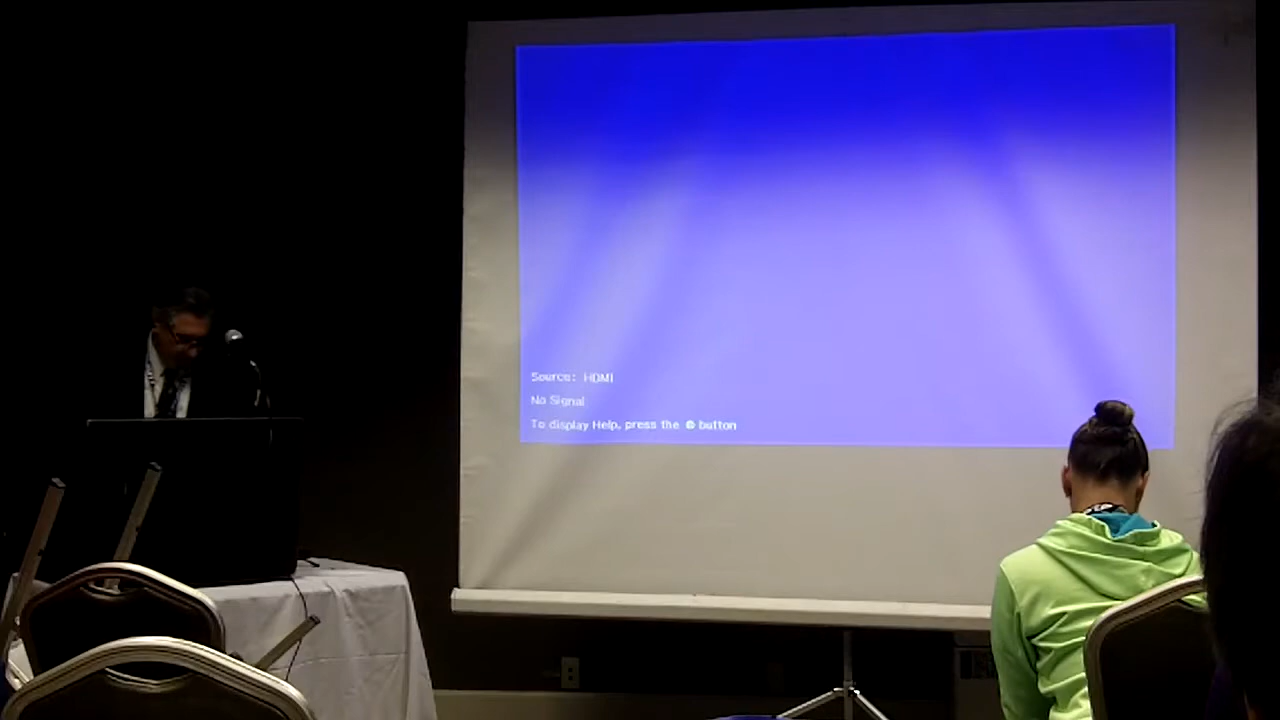 Source: HDMI
No Signal
To display Help, press the button